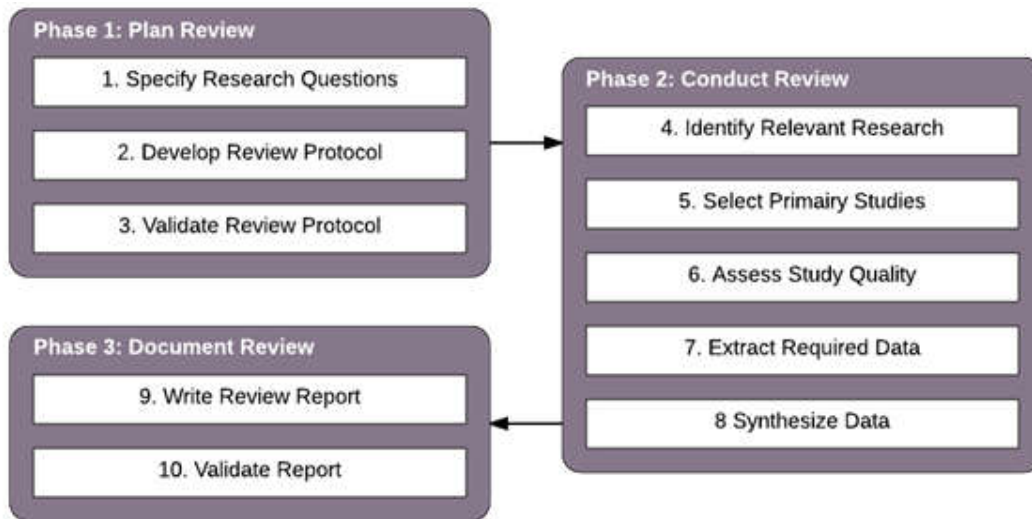 Phase 1: Plan Review
1. Specify Research Questions
2. Develop Review Protocol
3. Validate Review Protocol
Phase 2: Conduct Review
4. Identify Relevant Research
5. Select Primairy Studies
6. Assess Study Quality
7. Extract Required Data
8 Synthesize Data
Phase 3: Document Review
9. Write Review Report
10. Validate Report